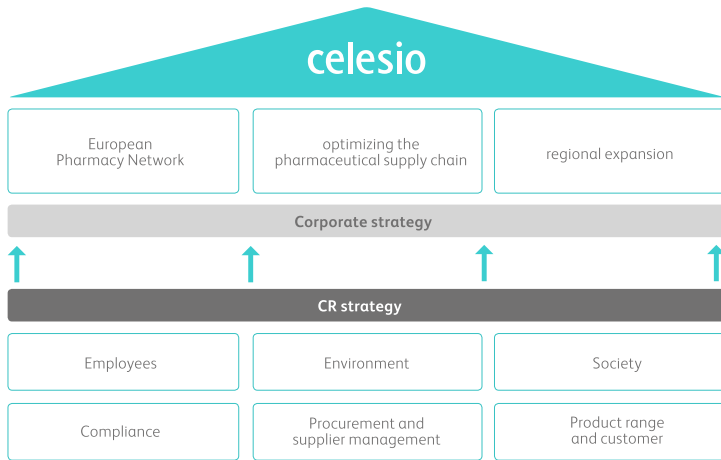 celesio
European
Pharmacy Network
optimizing the
pharmaceutical supply chain
regional expansion
Corporate strategy
CR strategy
Employees
Environment
Society
Compliance
Procurement and
supplier management
Product range
and customer